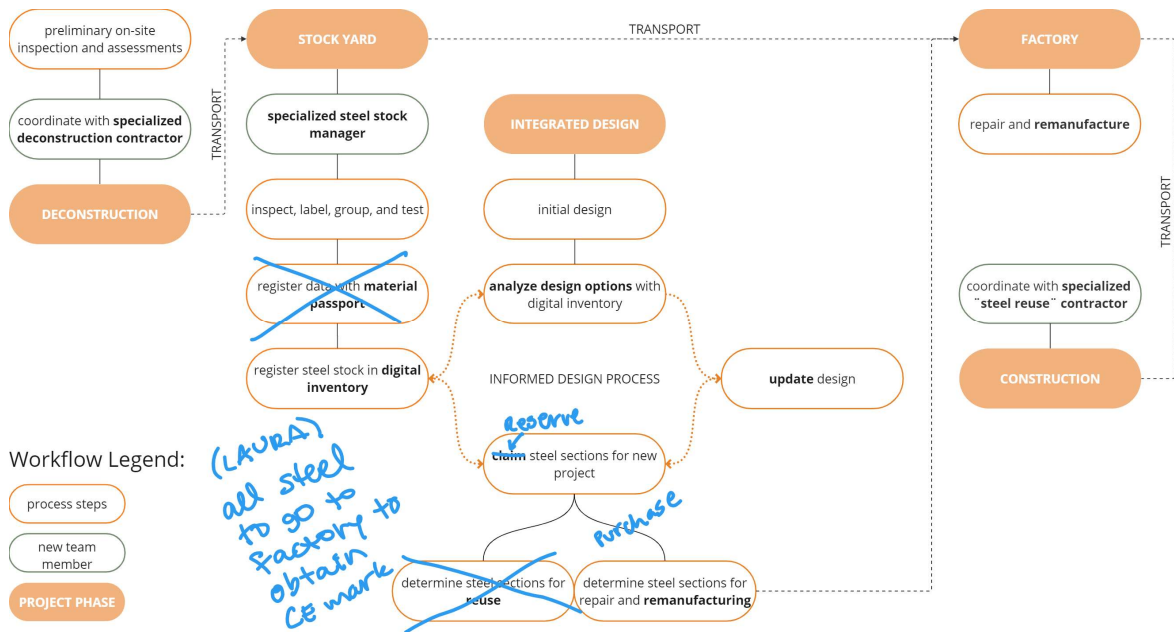 preliminary on-site
inspection and assessments
coordinate with specialized
deconstruction contractor
DECONSTRUCTION
TRANSPORT
STOCK YARD
specialized steel stock
manager
inspect, label, group, and test
register data with material
passport
register steel stock in digital
inventory
TRANSPORT
INTEGRATED DESIGN
initial design
analyze design options with
digital inventory
INFORMED DESIGN PROCESS
update design
Reserve
claim steel sections for new
project
Purchase
determine steel sections for
reuse
determine steel sections for
repair and remanufacturing
FACTORY
repair and remanufacture
TRANSPORT
coordinate with specialized
¨steel reuse¨ contractor
CONSTRUCTION
(LAURA)
all steel
to go to
factory to
obtain
CE mark
Workflow Legend:
process steps
new team
member
PROJECT PHASE